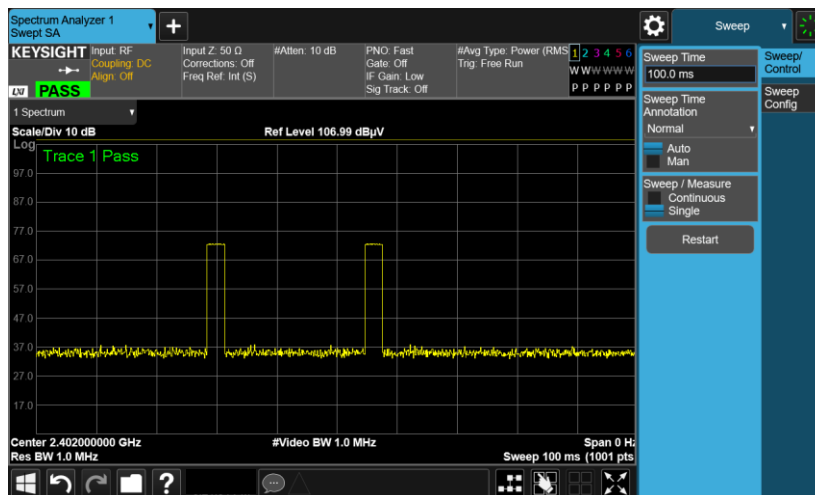 Spectrum Analyzer 1
Swept SA
+
Sweep
KEYSIGHT
LXI
PASS
Input: RF
Coupling: DC
Align: Off
Input Z: 50 Ω
Corrections: Off
Freq Ref: Int (S)
#Atten: 10 dB
PNO: Fast
Gate: Off
IF Gain: Low
Sig Track: Off
#Avg Type: Power (RMS
Trig: Free Run
1 2 3 4 5 6
W W W W W W
P P P P P P
1 Spectrum
Scale/Div 10 dB
Ref Level 106.99 dBµV
Log
Trace 1 Pass
97.0
87.0
77.0
67.0
57.0
47.0
37.0
27.0
17.0
Center 2.402000000 GHz
#Video BW 1.0 MHz
Span 0 Hz
Res BW 1.0 MHz
Sweep 100 ms (1001 pts
?
Sweep Time
100.0 ms
Sweep Time
Annotation
Normal
Auto
Man
Sweep / Measure
Continuous
Single
Restart
Sweep/
Control
Sweep
Config